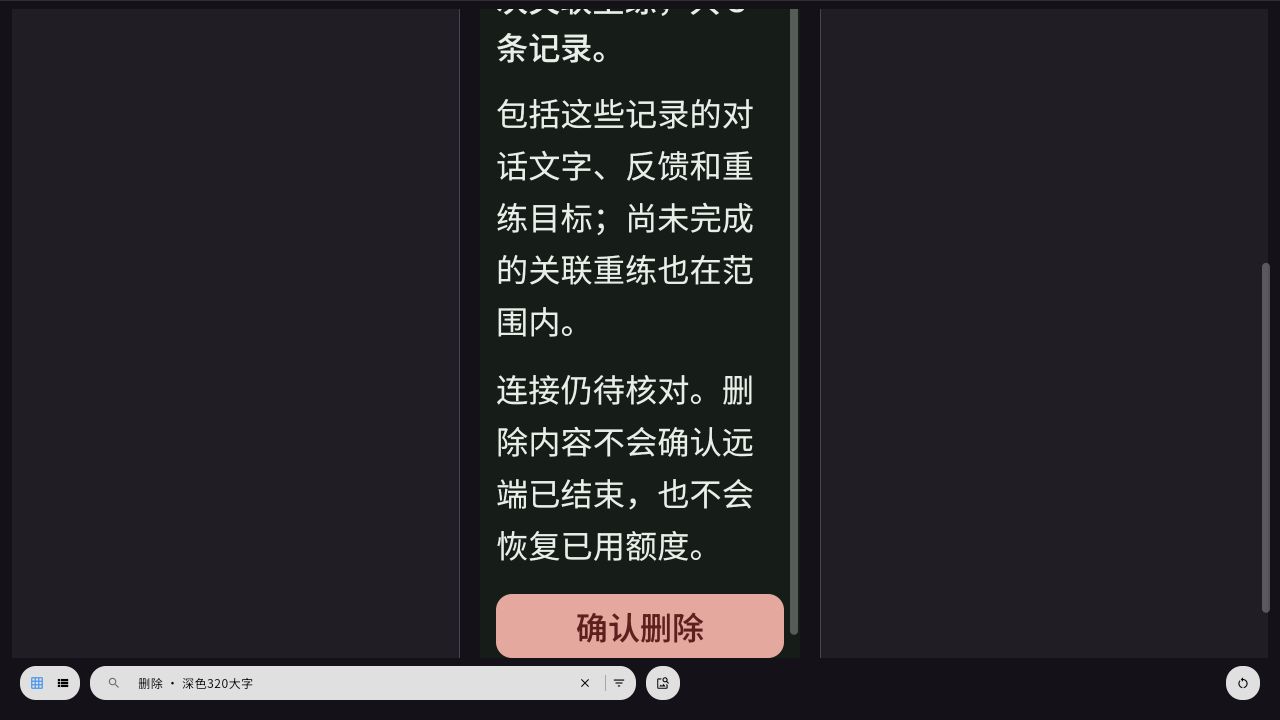 条记录。
包括这些记录的对
话文字、反馈和重
练目标；尚未完成
的关联重练也在范
围内。
连接仍待核对。删
除内容不会确认远
端已结束，也不会
恢复已用额度。
确认删除
删除 · 深色320大字